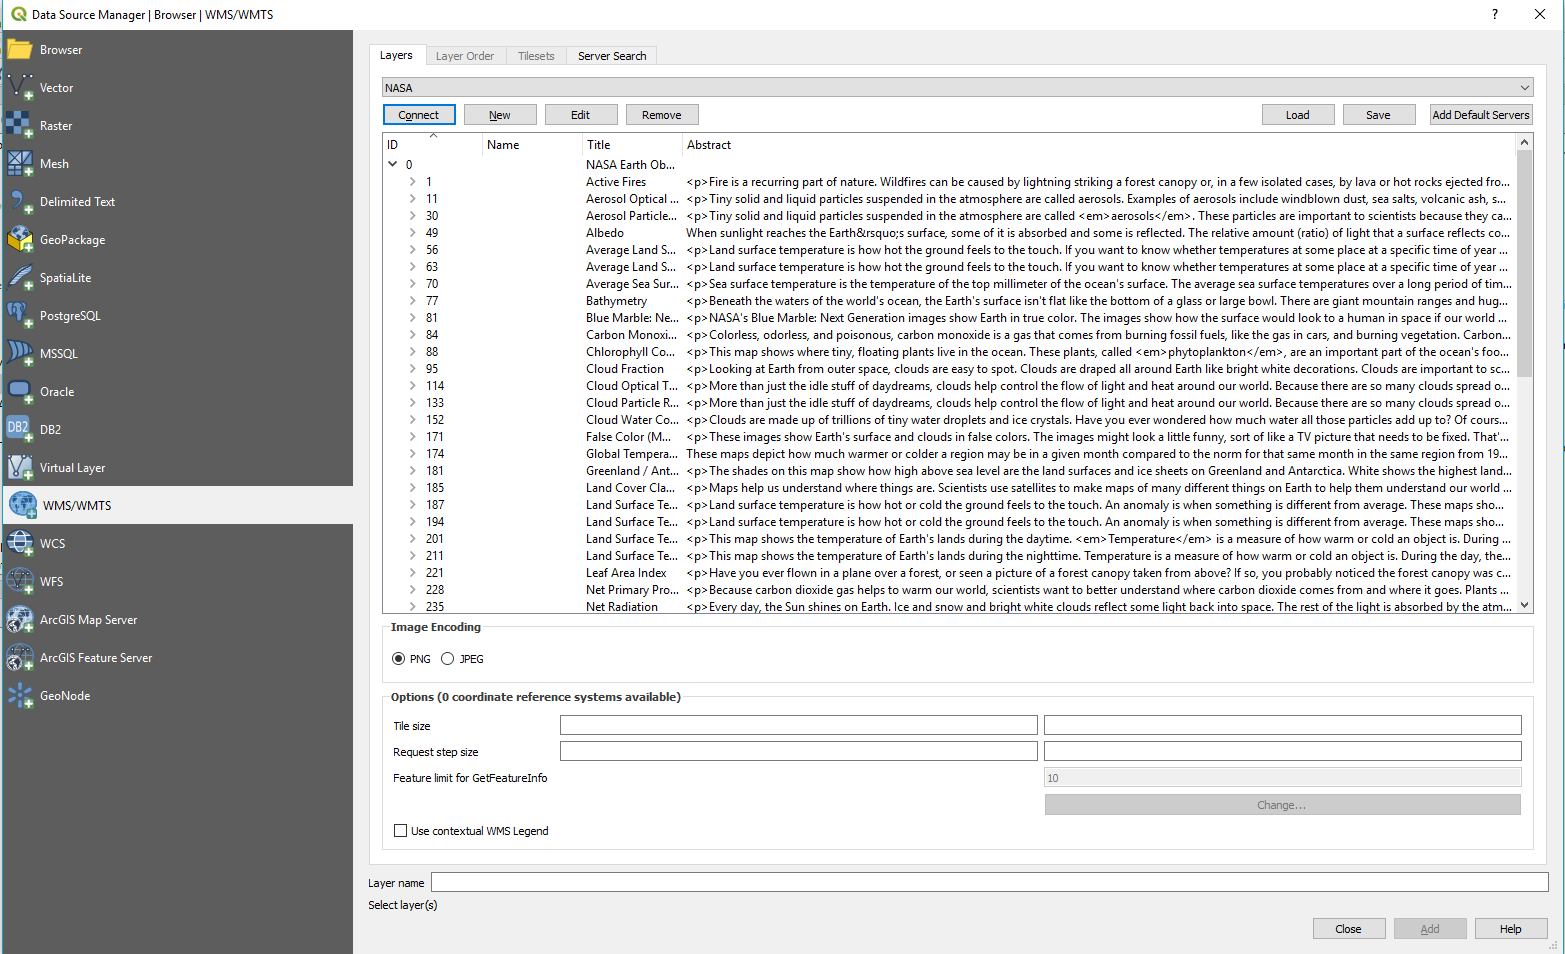 Data Source Manager | Browser | WMS/WMTS
?
Browser
Vector
Raster
Mesh
Delimited Text
GeoPackage
SpatiaLite
PostgreSQL
MSSQL
Oracle
DB2
DB2
Virtual Layer
WMS/WMTS
WCS
WFS
ArcGIS Map Server
ArcGIS Feature Server
GeoNode
Layers Layer Order Tilesets Server Search
NASA
Connect New Edit Remove Load Save Add Default Servers
ID Name Title Abstract
0 NASA Earth Ob...
1 Active Fires <p>Fire is a recurring part of nature. Wildfires can be caused by lightning striking a forest canopy or, in a few isolated cases, by lava or hot rocks ejected fro...
11 Aerosol Optical ... <p>Tiny solid and liquid particles suspended in the atmosphere are called aerosols. Examples of aerosols include windblown dust, sea salts, volcanic ash, s...
30 Aerosol Particle... <p>Tiny solid and liquid particles suspended in the atmosphere are called <em>aerosols</em>. These particles are important to scientists because they ca...
49 Albedo When sunlight reaches the Earth&rsquo;s surface, some of it is absorbed and some is reflected. The relative amount (ratio) of light that a surface reflects co...
56 Average Land S... <p>Land surface temperature is how hot the ground feels to the touch. If you want to know whether temperatures at some place at a specific time of year ...
63 Average Land S... <p>Land surface temperature is how hot the ground feels to the touch. If you want to know whether temperatures at some place at a specific time of year ...
70 Average Sea Sur... <p>Sea surface temperature is the temperature of the top millimeter of the ocean's surface. The average sea surface temperatures over a long period of tim...
77 Bathymetry <p>Beneath the waters of the world's ocean, the Earth's surface isn't flat like the bottom of a glass or large bowl. There are giant mountain ranges and hug...
81 Blue Marble: Ne... <p>NASA's Blue Marble: Next Generation images show Earth in true color. The images show how the surface would look to a human in space if our world ...
84 Carbon Monoxi... <p>Colorless, odorless, and poisonous, carbon monoxide is a gas that comes from burning fossil fuels, like the gas in cars, and burning vegetation. Carbon...
88 Chlorophyll Co... <p>This map shows where tiny, floating plants live in the ocean. These plants, called <em>phytoplankton</em>, are an important part of the ocean's foo...
95 Cloud Fraction <p>Looking at Earth from outer space, clouds are easy to spot. Clouds are draped all around Earth like bright white decorations. Clouds are important to sc...
114 Cloud Optical T... <p>More than just the idle stuff of daydreams, clouds help control the flow of light and heat around our world. Because there are so many clouds spread o...
133 Cloud Particle R... <p>More than just the idle stuff of daydreams, clouds help control the flow of light and heat around our world. Because there are so many clouds spread o...
152 Cloud Water Co... <p>Clouds are made up of trillions of tiny water droplets and ice crystals. Have you ever wondered how much water all those particles add up to? Of cours...
171 False Color (M... <p>These images show Earth's surface and clouds in false colors. The images might look a little funny, sort of like a TV picture that needs to be fixed. That'...
174 Global Tempera... These maps depict how much warmer or colder a region may be in a given month compared to the norm for that same month in the same region from 19...
181 Greenland / Ant... <p>The shades on this map show how high above sea level are the land surfaces and ice sheets on Greenland and Antarctica. White shows the highest land...
185 Land Cover Cla... <p>Maps help us understand where things are. Scientists use satellites to make maps of many different things on Earth to help them understand our world ...
187 Land Surface Te... <p>Land surface temperature is how hot or cold the ground feels to the touch. An anomaly is when something is different from average. These maps sho...
194 Land Surface Te... <p>Land surface temperature is how hot or cold the ground feels to the touch. An anomaly is when something is different from average. These maps sho...
201 Land Surface Te... <p>This map shows the temperature of Earth's lands during the daytime. <em>Temperature</em> is a measure of how warm or cold an object is. During ...
211 Land Surface Te... <p>This map shows the temperature of Earth's lands during the nighttime. Temperature is a measure of how warm or cold an object is. During the day, the...
221 Leaf Area Index <p>Have you ever flown in a plane over a forest, or seen a picture of a forest canopy taken from above? If so, you probably noticed the forest canopy was c...
228 Net Primary Pro... <p>Because carbon dioxide gas helps to warm our world, scientists want to better understand where carbon dioxide comes from and where it goes. Plants ...
235 Net Radiation <p>Every day, the Sun shines on Earth. Ice and snow and bright white clouds reflect some light back into space. The rest of the light is absorbed by the atm...
Image Encoding
PNG JPEG
Options (0 coordinate reference systems available)
Tile size
Request step size
Feature limit for GetFeatureInfo 10
Change...
Use contextual WMS Legend
Layer name
Select layer(s)
Close Add Help